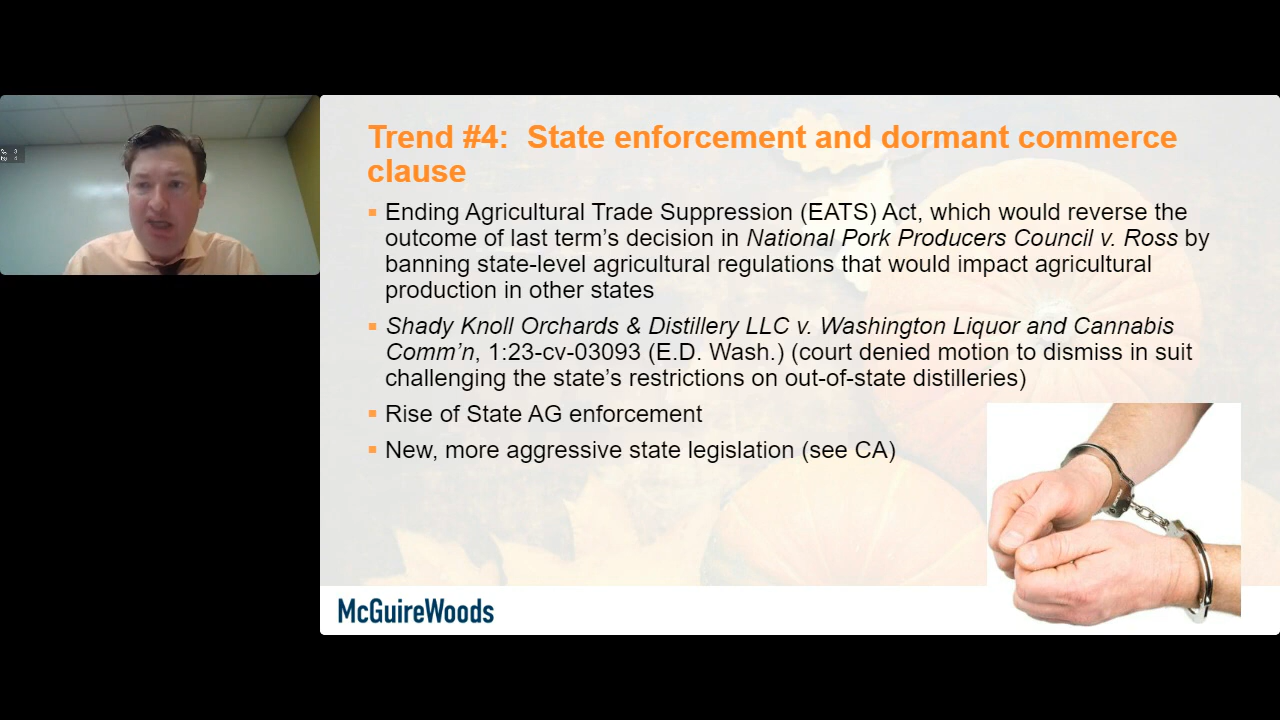 Trend #4:  State enforcement and dormant commerce
clause
▪ Ending Agricultural Trade Suppression (EATS) Act, which would reverse the
outcome of last term’s decision in National Pork Producers Council v. Ross by
banning state-level agricultural regulations that would impact agricultural
production in other states
▪ Shady Knoll Orchards & Distillery LLC v. Washington Liquor and Cannabis
Comm’n, 1:23-cv-03093 (E.D. Wash.) (court denied motion to dismiss in suit
challenging the state’s restrictions on out-of-state distilleries)
▪ Rise of State AG enforcement
▪ New, more aggressive state legislation (see CA)
McGuireWoods